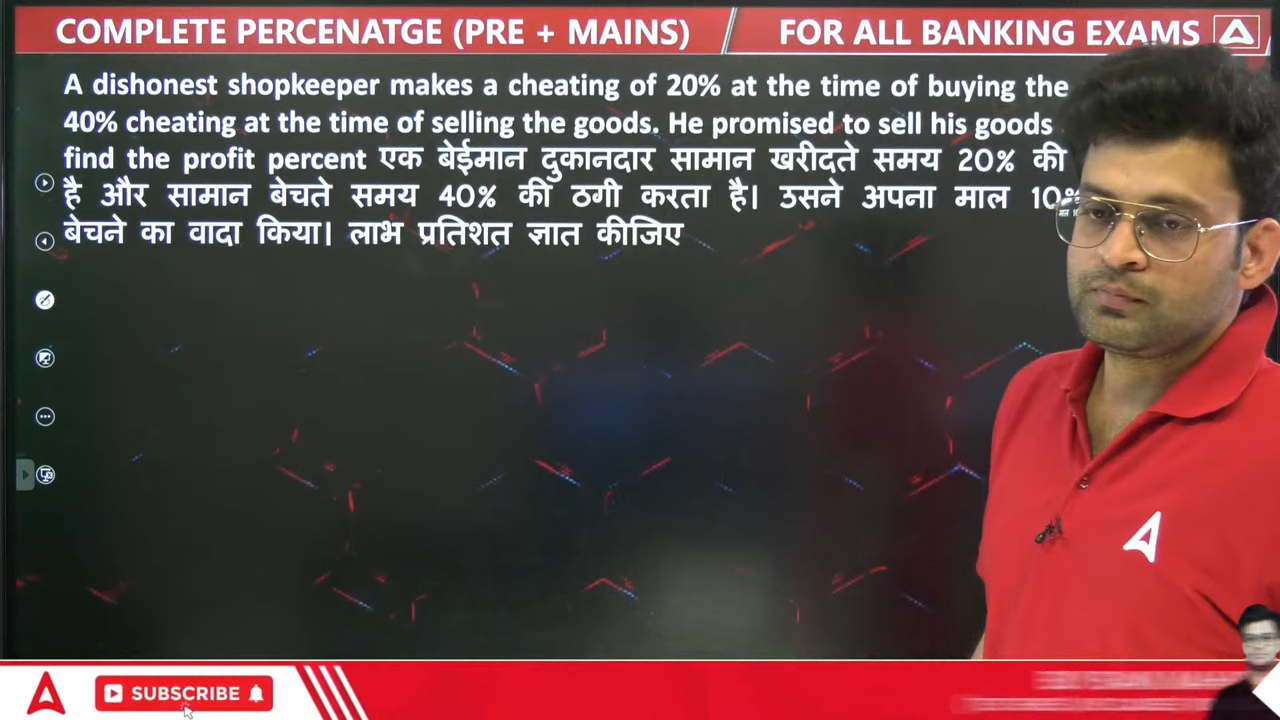 COMPLETE PERCENATGE (PRE + MAINS) FOR ALL BANKING EXAMS
A dishonest shopkeeper makes a cheating of 20% at the time of buying the
40% cheating at the time of selling the goods. He promised to sell his goods
find the profit percent एक बेईमान दुकानदार सामान खरीदते समय 20% की
है और सामान बेचते समय 40% की ठगी करता है। उसने अपना माल 10%
बेचने का वादा किया। लाभ प्रतिशत ज्ञात कीजिए
SUBSCRIBE